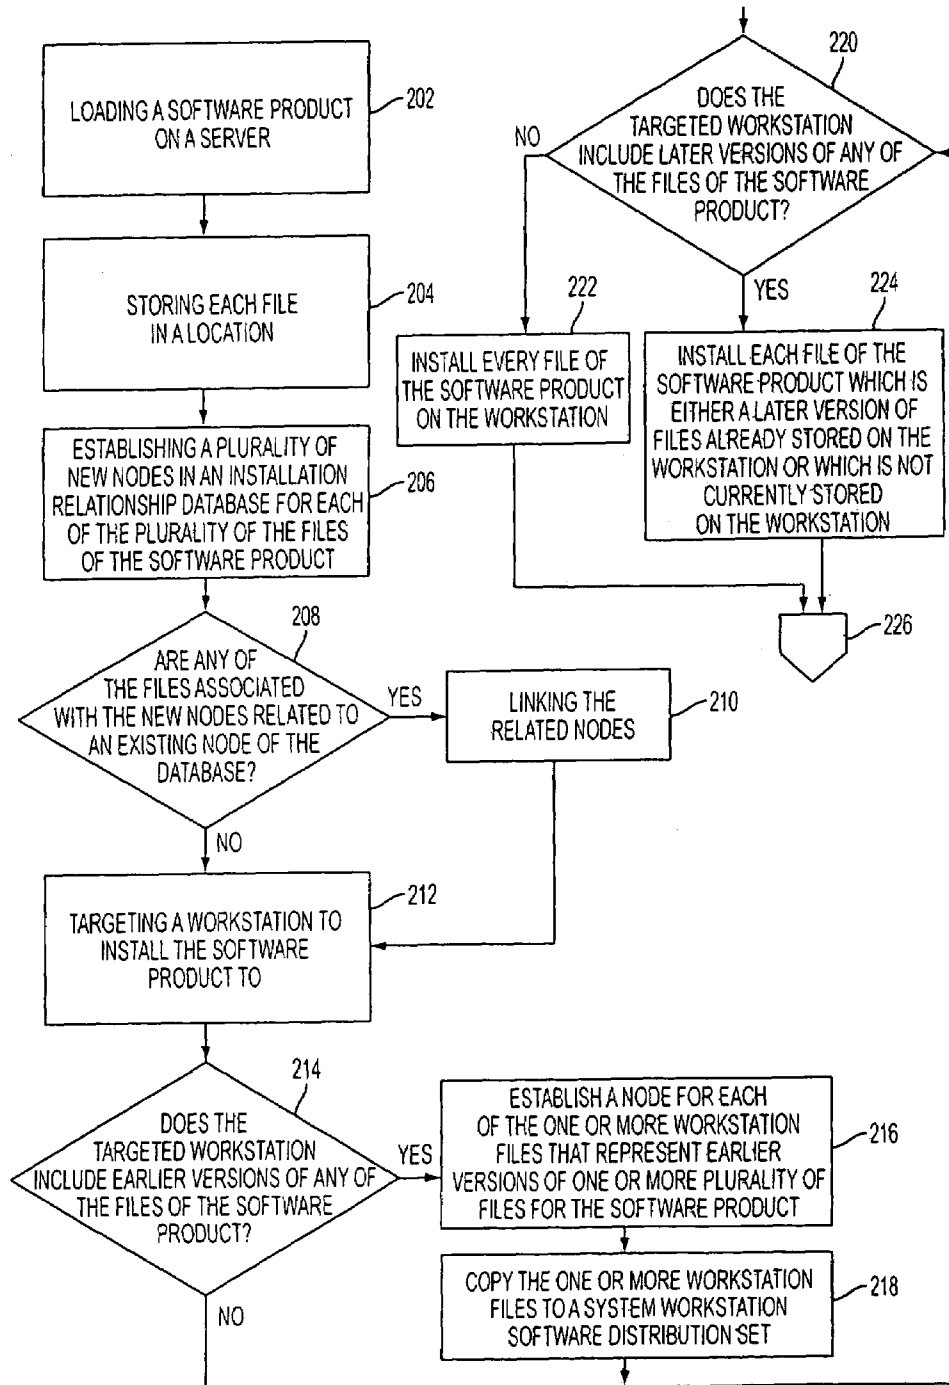 LOADING A SOFTWARE PRODUCT
ON A SERVER
202
STORING EACH FILE
IN A LOCATION
204
ESTABLISHING A PLURALITY OF
NEW NODES IN AN INSTALLATION
RELATIONSHIP DATABASE FOR EACH
OF THE PLURALITY OF THE FILES
OF THE SOFTWARE PRODUCT
206
208
ARE ANY OF
THE FILES ASSOCIATED
WITH THE NEW NODES RELATED TO
AN EXISTING NODE OF THE
DATABASE?
YES
NO
LINKING THE
RELATED NODES
210
TARGETING A WORKSTATION TO
INSTALL THE SOFTWARE
PRODUCT TO
212
214
DOES THE
TARGETED WORKSTATION
INCLUDE EARLIER VERSIONS OF ANY OF
THE FILES OF THE SOFTWARE
PRODUCT?
YES
NO
ESTABLISH A NODE FOR EACH
OF THE ONE OR MORE WORKSTATION
FILES THAT REPRESENT EARLIER
VERSIONS OF ONE OR MORE PLURALITY OF
FILES FOR THE SOFTWARE PRODUCT
216
COPY THE ONE OR MORE WORKSTATION
FILES TO A SYSTEM WORKSTATION
SOFTWARE DISTRIBUTION SET
218
220
DOES THE
TARGETED WORKSTATION
INCLUDE LATER VERSIONS OF ANY OF
THE FILES OF THE SOFTWARE
PRODUCT?
NO
YES
222
INSTALL EVERY FILE OF
THE SOFTWARE PRODUCT
ON THE WORKSTATION
224
INSTALL EACH FILE OF THE
SOFTWARE PRODUCT WHICH IS
EITHER A LATER VERSION OF
FILES ALREADY STORED ON THE
WORKSTATION OR WHICH IS NOT
CURRENTLY STORED
ON THE WORKSTATION
226